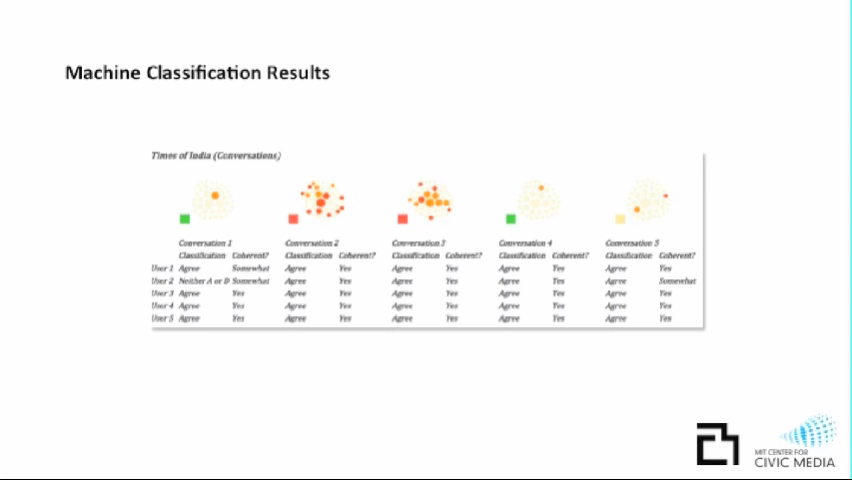 Machine Classification Results
Times of India (Conversations)
Conversation 1 Conversation 2 Conversation 3 Conversation 4 Conversation 5
Classification Coherent? Classification Coherent? Classification Coherent? Classification Coherent? Classification Coherent?
User 1 Agree Somewhat Agree Yes Agree Yes Agree Yes Agree Yes
User 2 Neither A or D Somewhat Agree Yes Agree Yes Agree Yes Agree Somewhat
User 3 Agree Yes Agree Yes Agree Yes Agree Yes Agree Yes
User 4 Agree Yes Agree Yes Agree Yes Agree Yes Agree Yes
User 5 Agree Yes Agree Yes Agree Yes Agree Yes Agree Yes
MIT CENTER FOR
CIVIC MEDIA